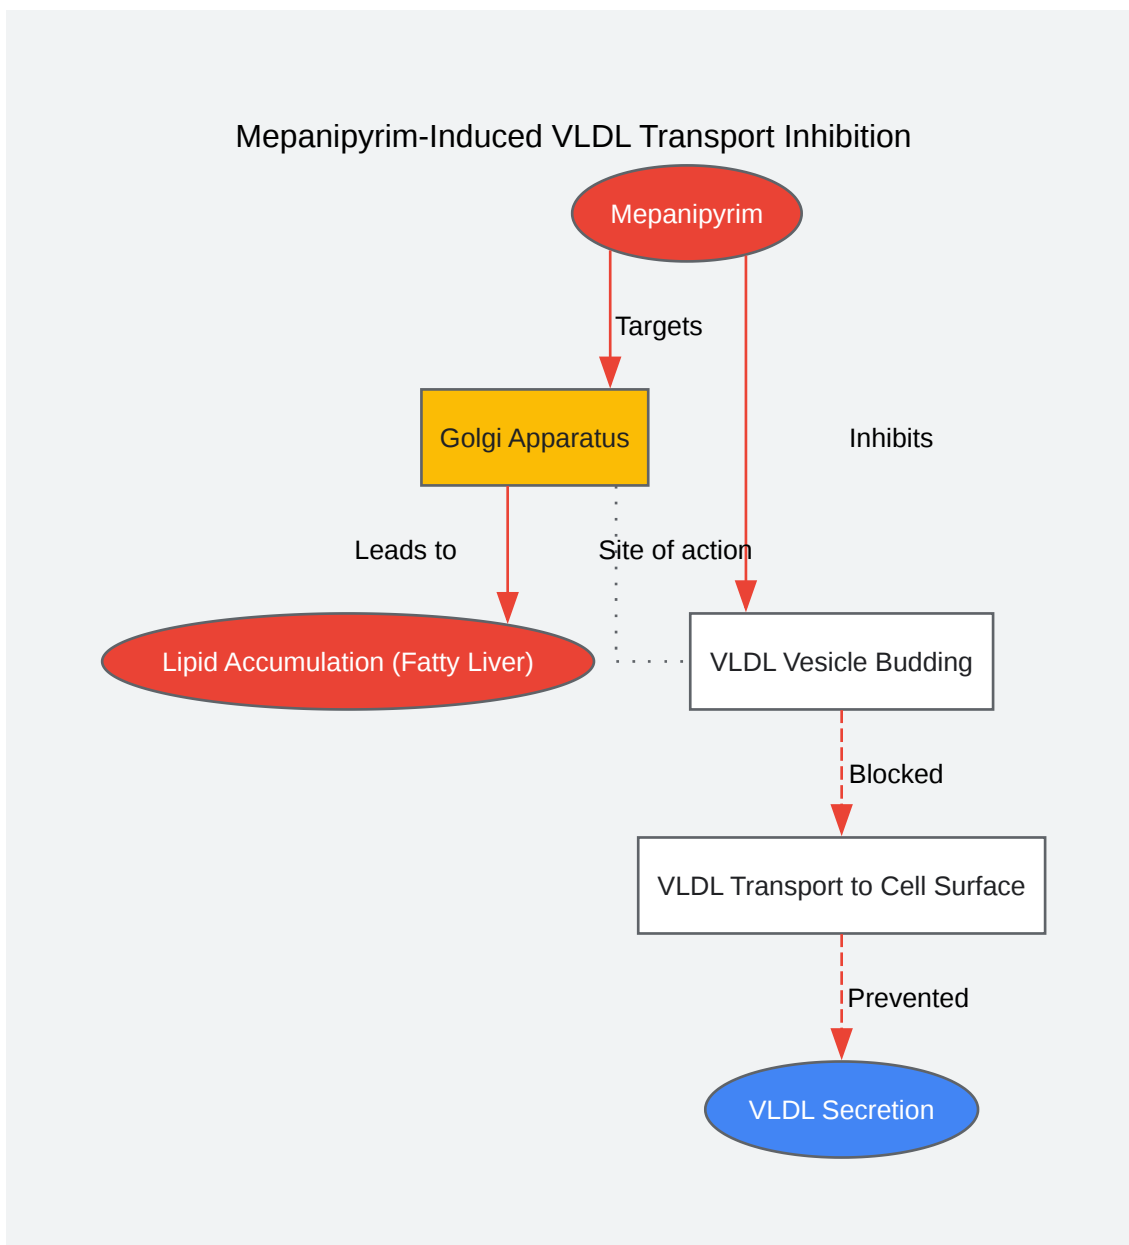 Mepanipyrim-Induced VLDL Transport Inhibition
Mepanipyrim
Targets
Golgi Apparatus
Inhibits
Leads to
Site of action
Lipid Accumulation (Fatty Liver)
VLDL Vesicle Budding
Blocked
VLDL Transport to Cell Surface
Prevented
VLDL Secretion